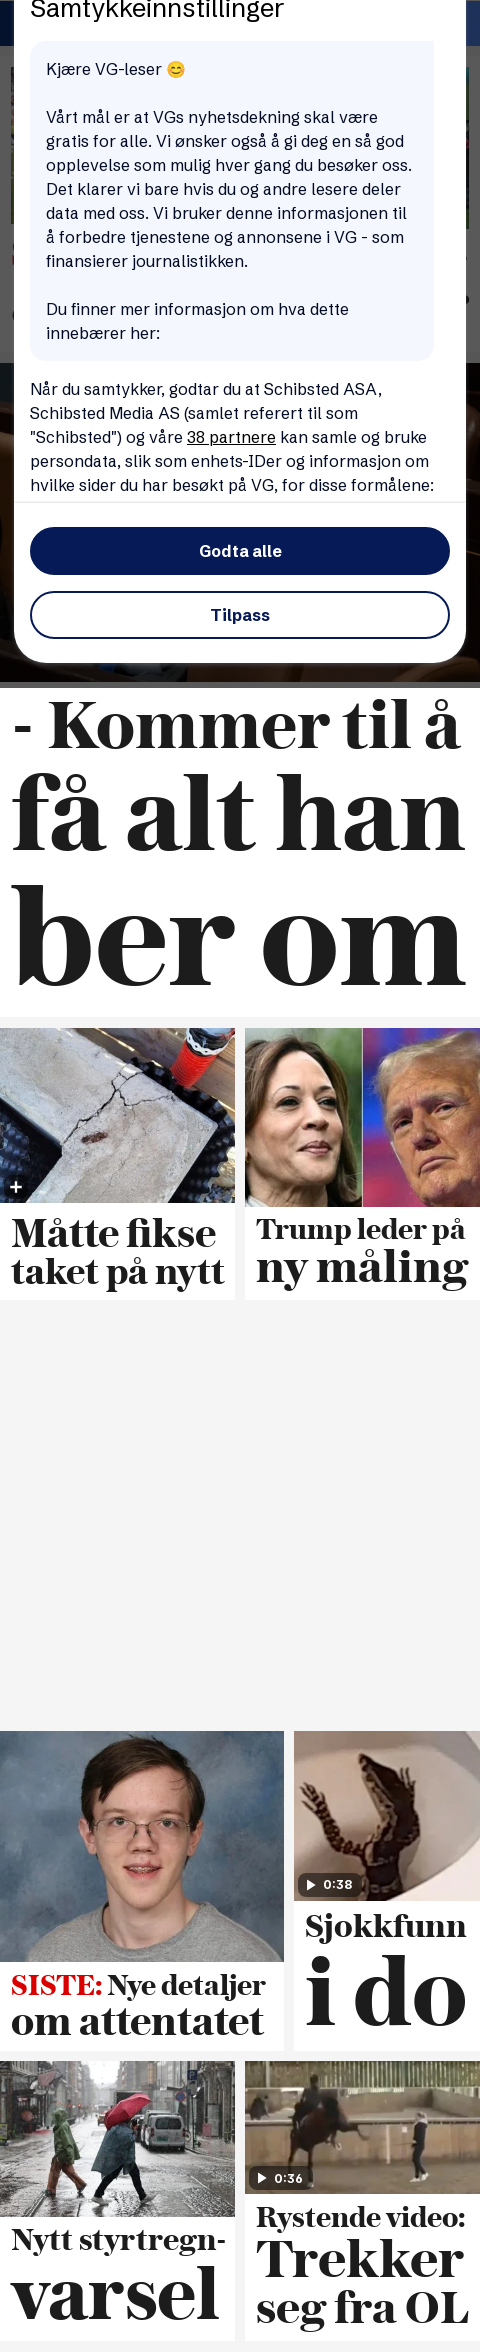 Samtykkeinnstillinger
Kjære VG-leser 😊
Vårt mål er at VGs nyhetsdekning skal være
gratis for alle. Vi ønsker også å gi deg en så god
opplevelse som mulig hver gang du besøker oss.
Det klarer vi bare hvis du og andre lesere deler
data med oss. Vi bruker denne informasjonen til
å forbedre tjenestene og annonsene i VG - som
finansierer journalistikken.
Du finner mer informasjon om hva dette
innebærer her:
Når du samtykker, godtar du at Schibsted ASA,
Schibsted Media AS (samlet referert til som
"Schibsted") og våre 38 partnere kan samle og bruke
persondata, slik som enhets-IDer og informasjon om
hvilke sider du har besøkt på VG, for disse formålene:
Godta alle
Tilpass
- Kommer til å
få alt han
ber om
Måtte fikse
taket på nytt
Trump leder på
ny måling
0:38
SISTE: Nye detaljer
om attentatet
Sjokkfunn
i do
0:36
Nytt styrtregn-
varsel
Rystende video:
Trekker
seg fra OL